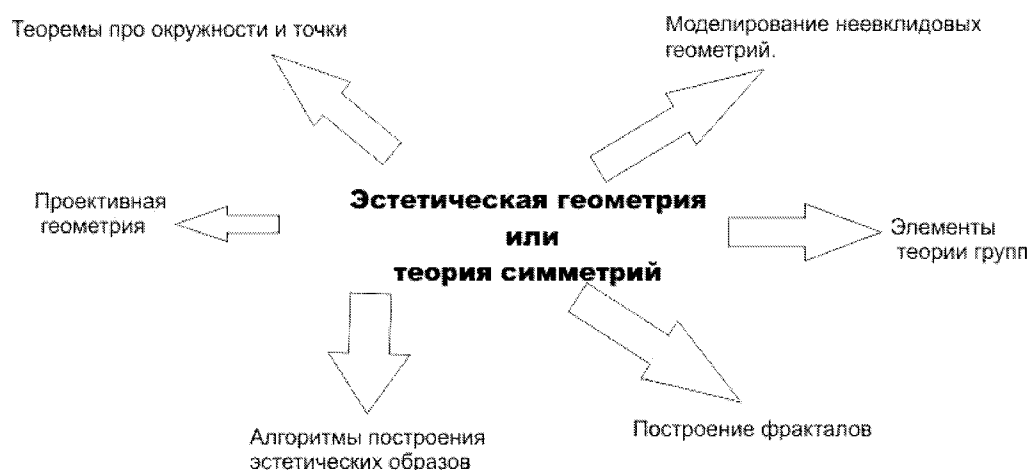 Теоремы про окружности и точки
Моделирование неевклидовых
геометрий.
Проективная
геометрия
Эстетическая геометрия
или
теория симметрий
Элементы
теории групп
Алгоритмы построения
эстетических образов
Построение фракталов